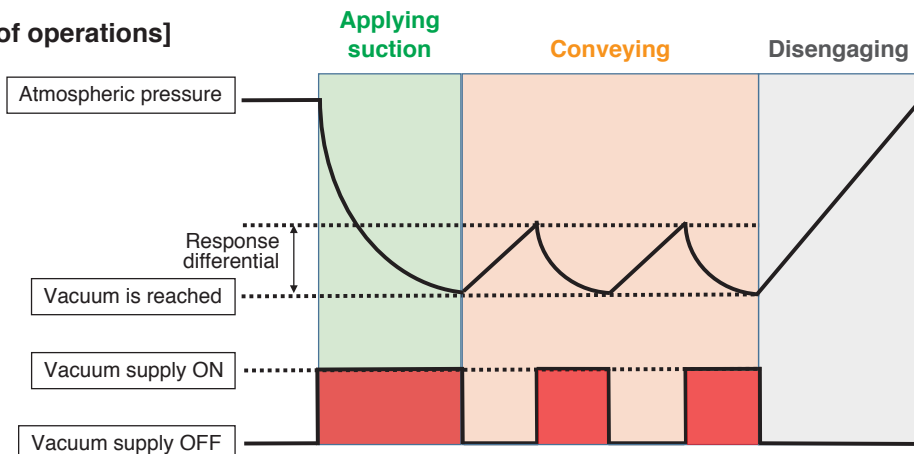 of operations]
Applying
suction
Conveying
Disengaging
Atmospheric pressure
Response
differential
Vacuum is reached
Vacuum supply ON
Vacuum supply OFF